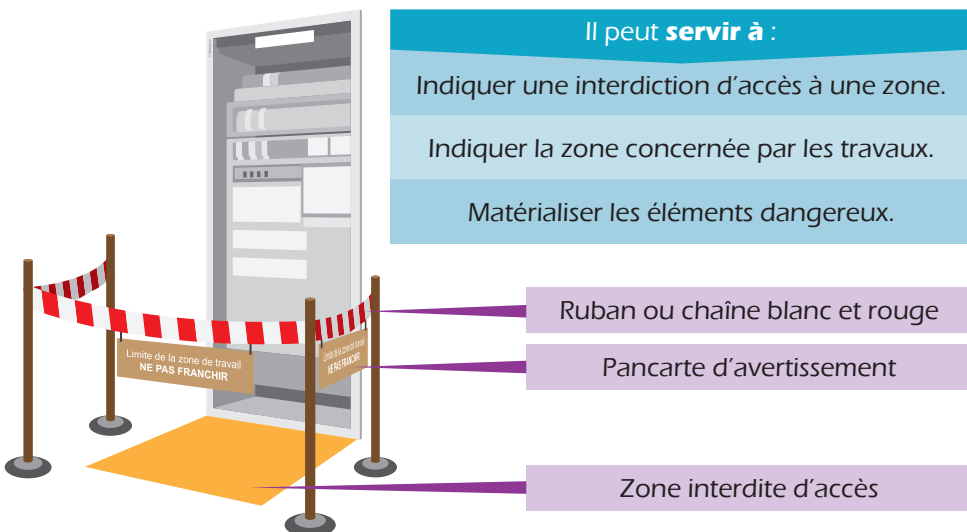 Il peut servir à :
Indiquer une interdiction d'accès à une zone.
Indiquer la zone concernée par les travaux.
Matérialiser les éléments dangereux.
Ruban ou chaîne blanc et rouge
Limite de la zone de travail
NE PAS FRANCHIR
Limite de la zone de travail
NE PAS FRANCHIR
Pancarte d'avertissement
Zone interdite d'accès